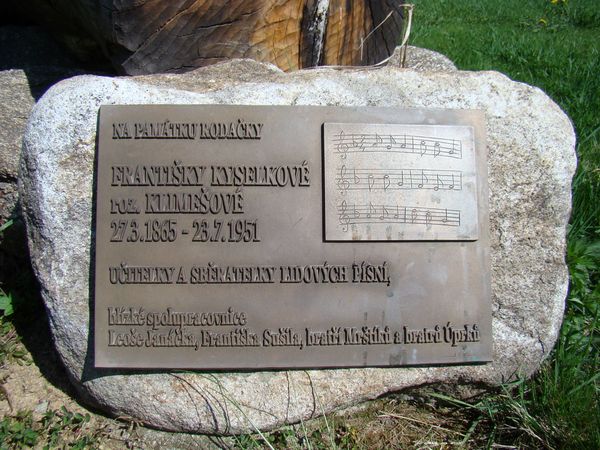 NA PAMÁTKU RODAČKY
FRANTIŠKY KYSELKOVÉ
roz. KLIMEŠOVÉ
27.3.1865 - 23.7.1951
UČITELKY A SBĚRATELKY LIDOVÝCH PÍSNÍ,
blízké spolupracovnice
Leoše Janáčka, Františka Sušila, bratří Mrštíků a bratrů Úprků